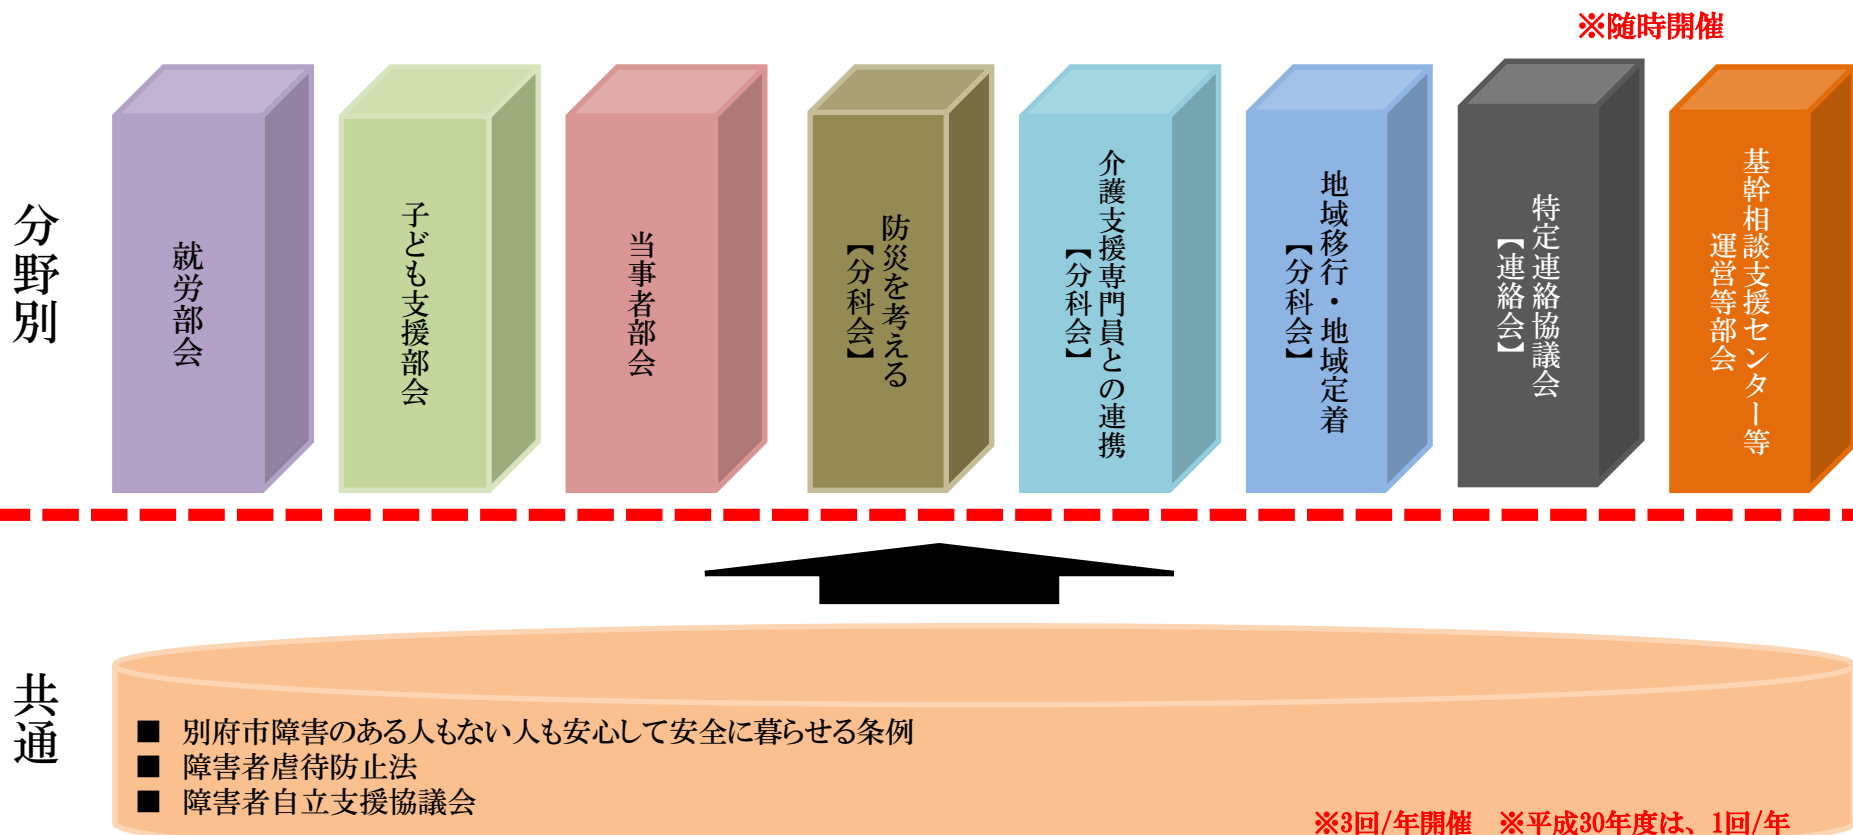 ※随時開催
分野別
就労部会
子ども支援部会
当事者部会
防災を考える
【分科会】
介護支援専門員との連携
【分科会】
地域移行・地域定着
【分科会】
特定連絡協議会
【連絡会】
基幹相談支援センター等
運営等部会
共通
■ 別府市障害のある人もない人も安心して安全に暮らせる条例
■ 障害者虐待防止法
■ 障害者自立支援協議会
※3回/年開催 ※平成30年度は、1回/年